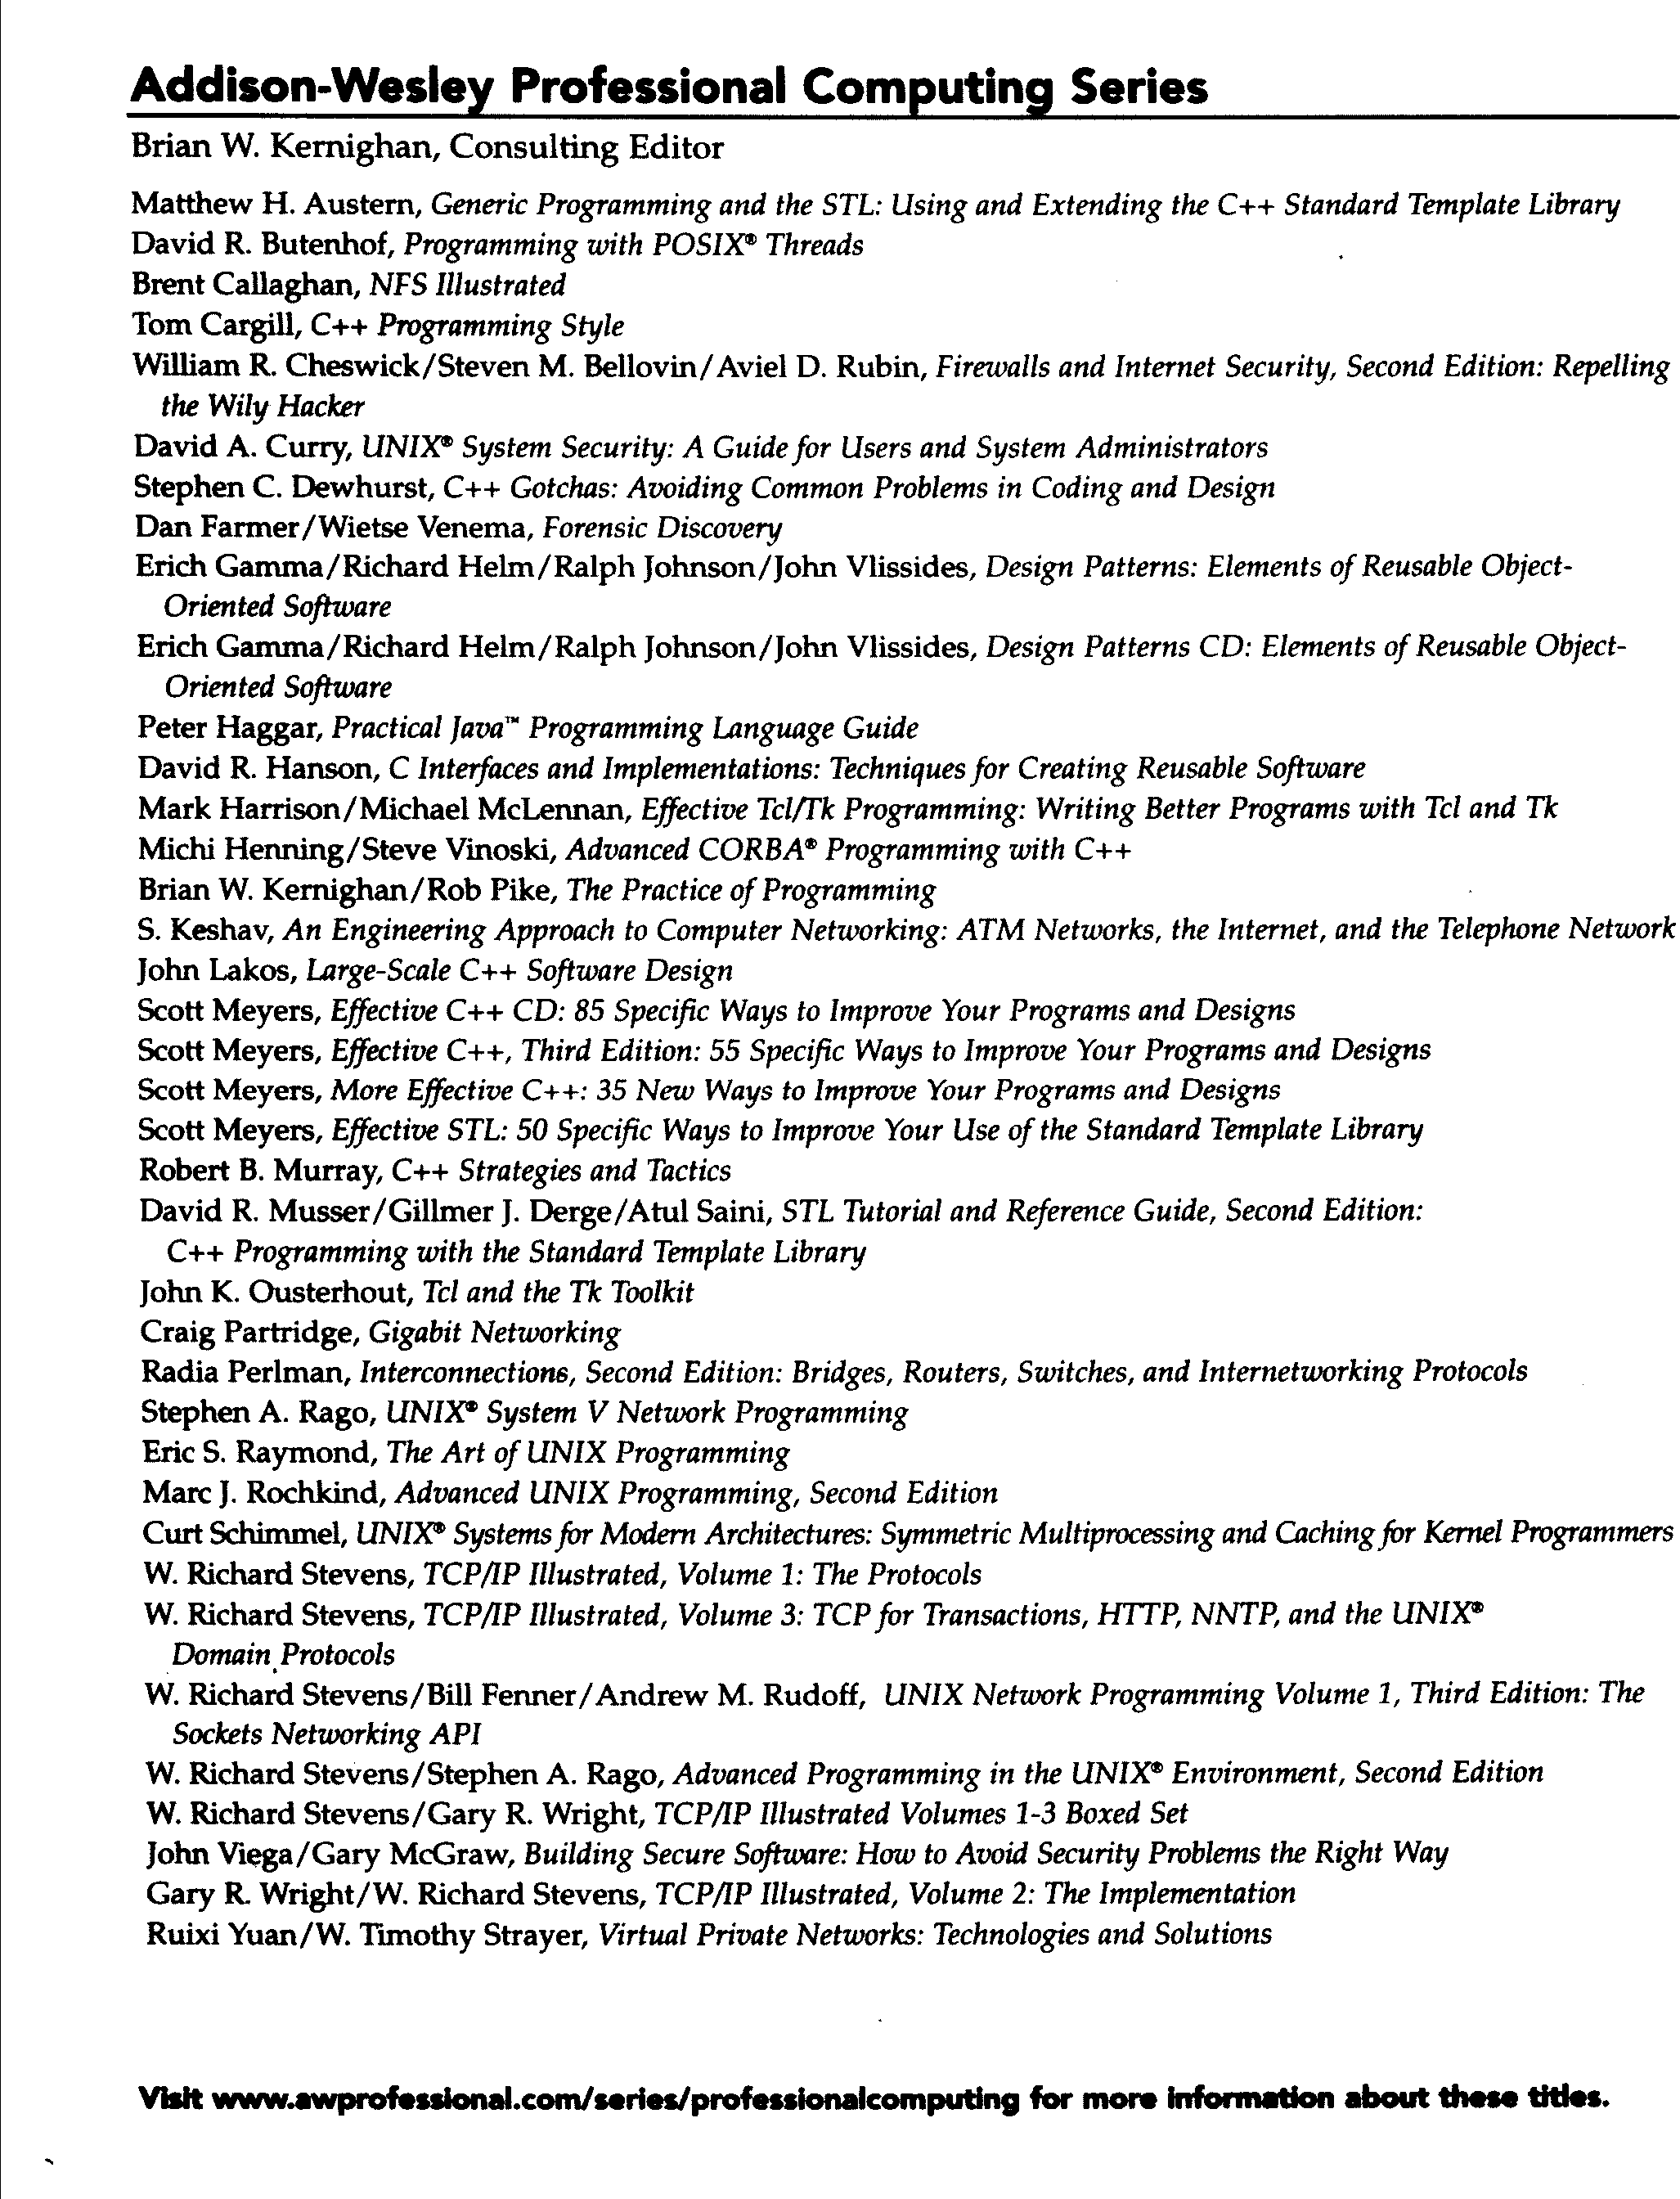 Addison-Wesley Professional Computing Series
Brian W. Kernighan, Consulting Editor
Matthew H. Austern, Generic Programming and the STL: Using and Extending the C++ Standard Template Library
David R. Butenhof, Programming with POSIX® Threads
Brent Callaghan, NFS Illustrated
Tom Cargill, C++ Programming Style
William R. Cheswick/Steven M. Bellovin/Aviel D. Rubin, Firewalls and Internet Security, Second Edition: Repelling
the Wily Hacker
David A. Curry, UNIX® System Security: A Guide for Users and System Administrators
Stephen C. Dewhurst, C++ Gotchas: Avoiding Common Problems in Coding and Design
Dan Farmer/Wietse Venema, Forensic Discovery
Erich Gamma/Richard Helm/Ralph Johnson/John Vlissides, Design Patterns: Elements of Reusable Object-
Oriented Software
Erich Gamma/Richard Helm/Ralph Johnson/John Vlissides, Design Patterns CD: Elements of Reusable Object-
Oriented Software
Peter Haggar, Practical Java™ Programming Language Guide
David R. Hanson, C Interfaces and Implementations: Techniques for Creating Reusable Software
Mark Harrison/Michael McLennan, Effective Tcl/Tk Programming: Writing Better Programs with Tcl and Tk
Michi Henning/Steve Vinoski, Advanced CORBA® Programming with C++
Brian W. Kernighan/Rob Pike, The Practice of Programming
S. Keshav, An Engineering Approach to Computer Networking: ATM Networks, the Internet, and the Telephone Network
John Lakos, Large-Scale C++ Software Design
Scott Meyers, Effective C++ CD: 85 Specific Ways to Improve Your Programs and Designs
Scott Meyers, Effective C++, Third Edition: 55 Specific Ways to Improve Your Programs and Designs
Scott Meyers, More Effective C++: 35 New Ways to Improve Your Programs and Designs
Scott Meyers, Effective STL: 50 Specific Ways to Improve Your Use of the Standard Template Library
Robert B. Murray, C++ Strategies and Tactics
David R. Musser/Gillmer J. Derge/Atul Saini, STL Tutorial and Reference Guide, Second Edition:
C++ Programming with the Standard Template Library
John K. Ousterhout, Tcl and the Tk Toolkit
Craig Partridge, Gigabit Networking
Radia Perlman, Interconnections, Second Edition: Bridges, Routers, Switches, and Internetworking Protocols
Stephen A. Rago, UNIX® System V Network Programming
Eric S. Raymond, The Art of UNIX Programming
Marc J. Rochkind, Advanced UNIX Programming, Second Edition
Curt Schimmel, UNIX® Systems for Modern Architectures: Symmetric Multiprocessing and Caching for Kernel Programmers
W. Richard Stevens, TCP/IP Illustrated, Volume 1: The Protocols
W. Richard Stevens, TCP/IP Illustrated, Volume 3: TCP for Transactions, HTTP, NNTP, and the UNIX®
Domain Protocols
W. Richard Stevens/Bill Fenner/Andrew M. Rudoff, UNIX Network Programming Volume 1, Third Edition: The
Sockets Networking API
W. Richard Stevens/Stephen A. Rago, Advanced Programming in the UNIX® Environment, Second Edition
W. Richard Stevens/Gary R. Wright, TCP/IP Illustrated Volumes 1-3 Boxed Set
John Viega/Gary McGraw, Building Secure Software: How to Avoid Security Problems the Right Way
Gary R. Wright/W. Richard Stevens, TCP/IP Illustrated, Volume 2: The Implementation
Ruixi Yuan/W. Timothy Strayer, Virtual Private Networks: Technologies and Solutions
Visit www.awprofessional.com/series/professionalcomputing for more information about these titles.